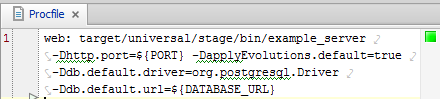 Procfile
1 web: target/universal/stage/bin/example_server
-Dhttp.port=${PORT} -DapplyEvolutions.default=true
-Ddb.default.driver=org.postgresql.Driver
-Ddb.default.url=${DATABASE_URL}